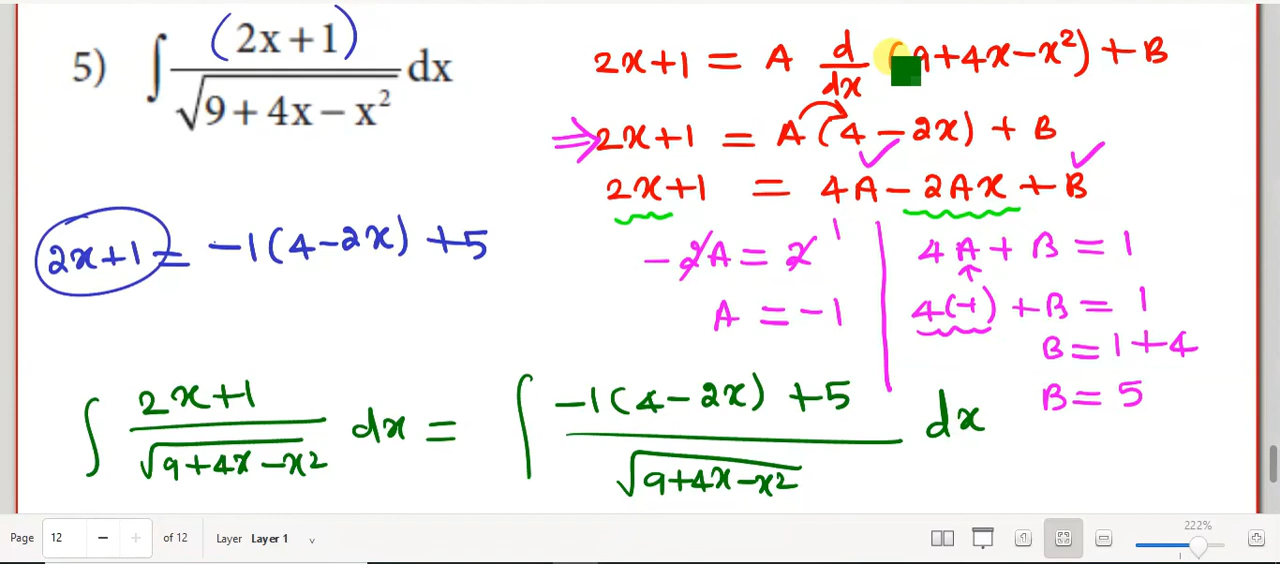 5) ∫ (2x+1) / √(9+4x−x²) dx
2x+1 = A d/dx (9+4x−x²) + B
⇒ 2x+1 = A(4−2x) + B
2x+1 = 4A − 2Ax + B
2x+1 = −1(4−2x) + 5
−2A = 2 1
A = −1
4A + B = 1
4(−1) + B = 1
B = 1+4
B = 5
∫ 2x+1 / √(9+4x−x²) dx = ∫ −1(4−2x)+5 / √(9+4x−x²) dx
Page 12 of 12 Layer Layer 1 222%